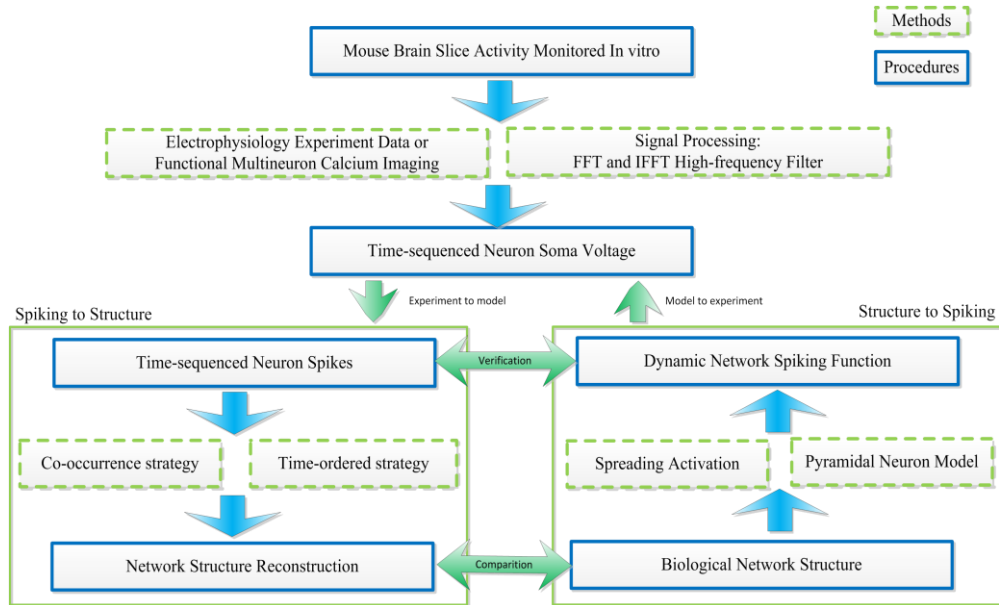 Methods
Mouse Brain Slice Activity Monitored In vitro
Procedures
Electrophysiology Experiment Data or
Functional Multineuron Calcium Imaging
Signal Processing:
FFT and IFFT High-frequency Filter
Time-sequenced Neuron Soma Voltage
Experiment to model
Model to experiment
Spiking to Structure
Structure to Spiking
Time-sequenced Neuron Spikes
Verification
Dynamic Network Spiking Function
Co-occurrence strategy
Time-ordered strategy
Spreading Activation
Pyramidal Neuron Model
Network Structure Reconstruction
Comparition
Biological Network Structure